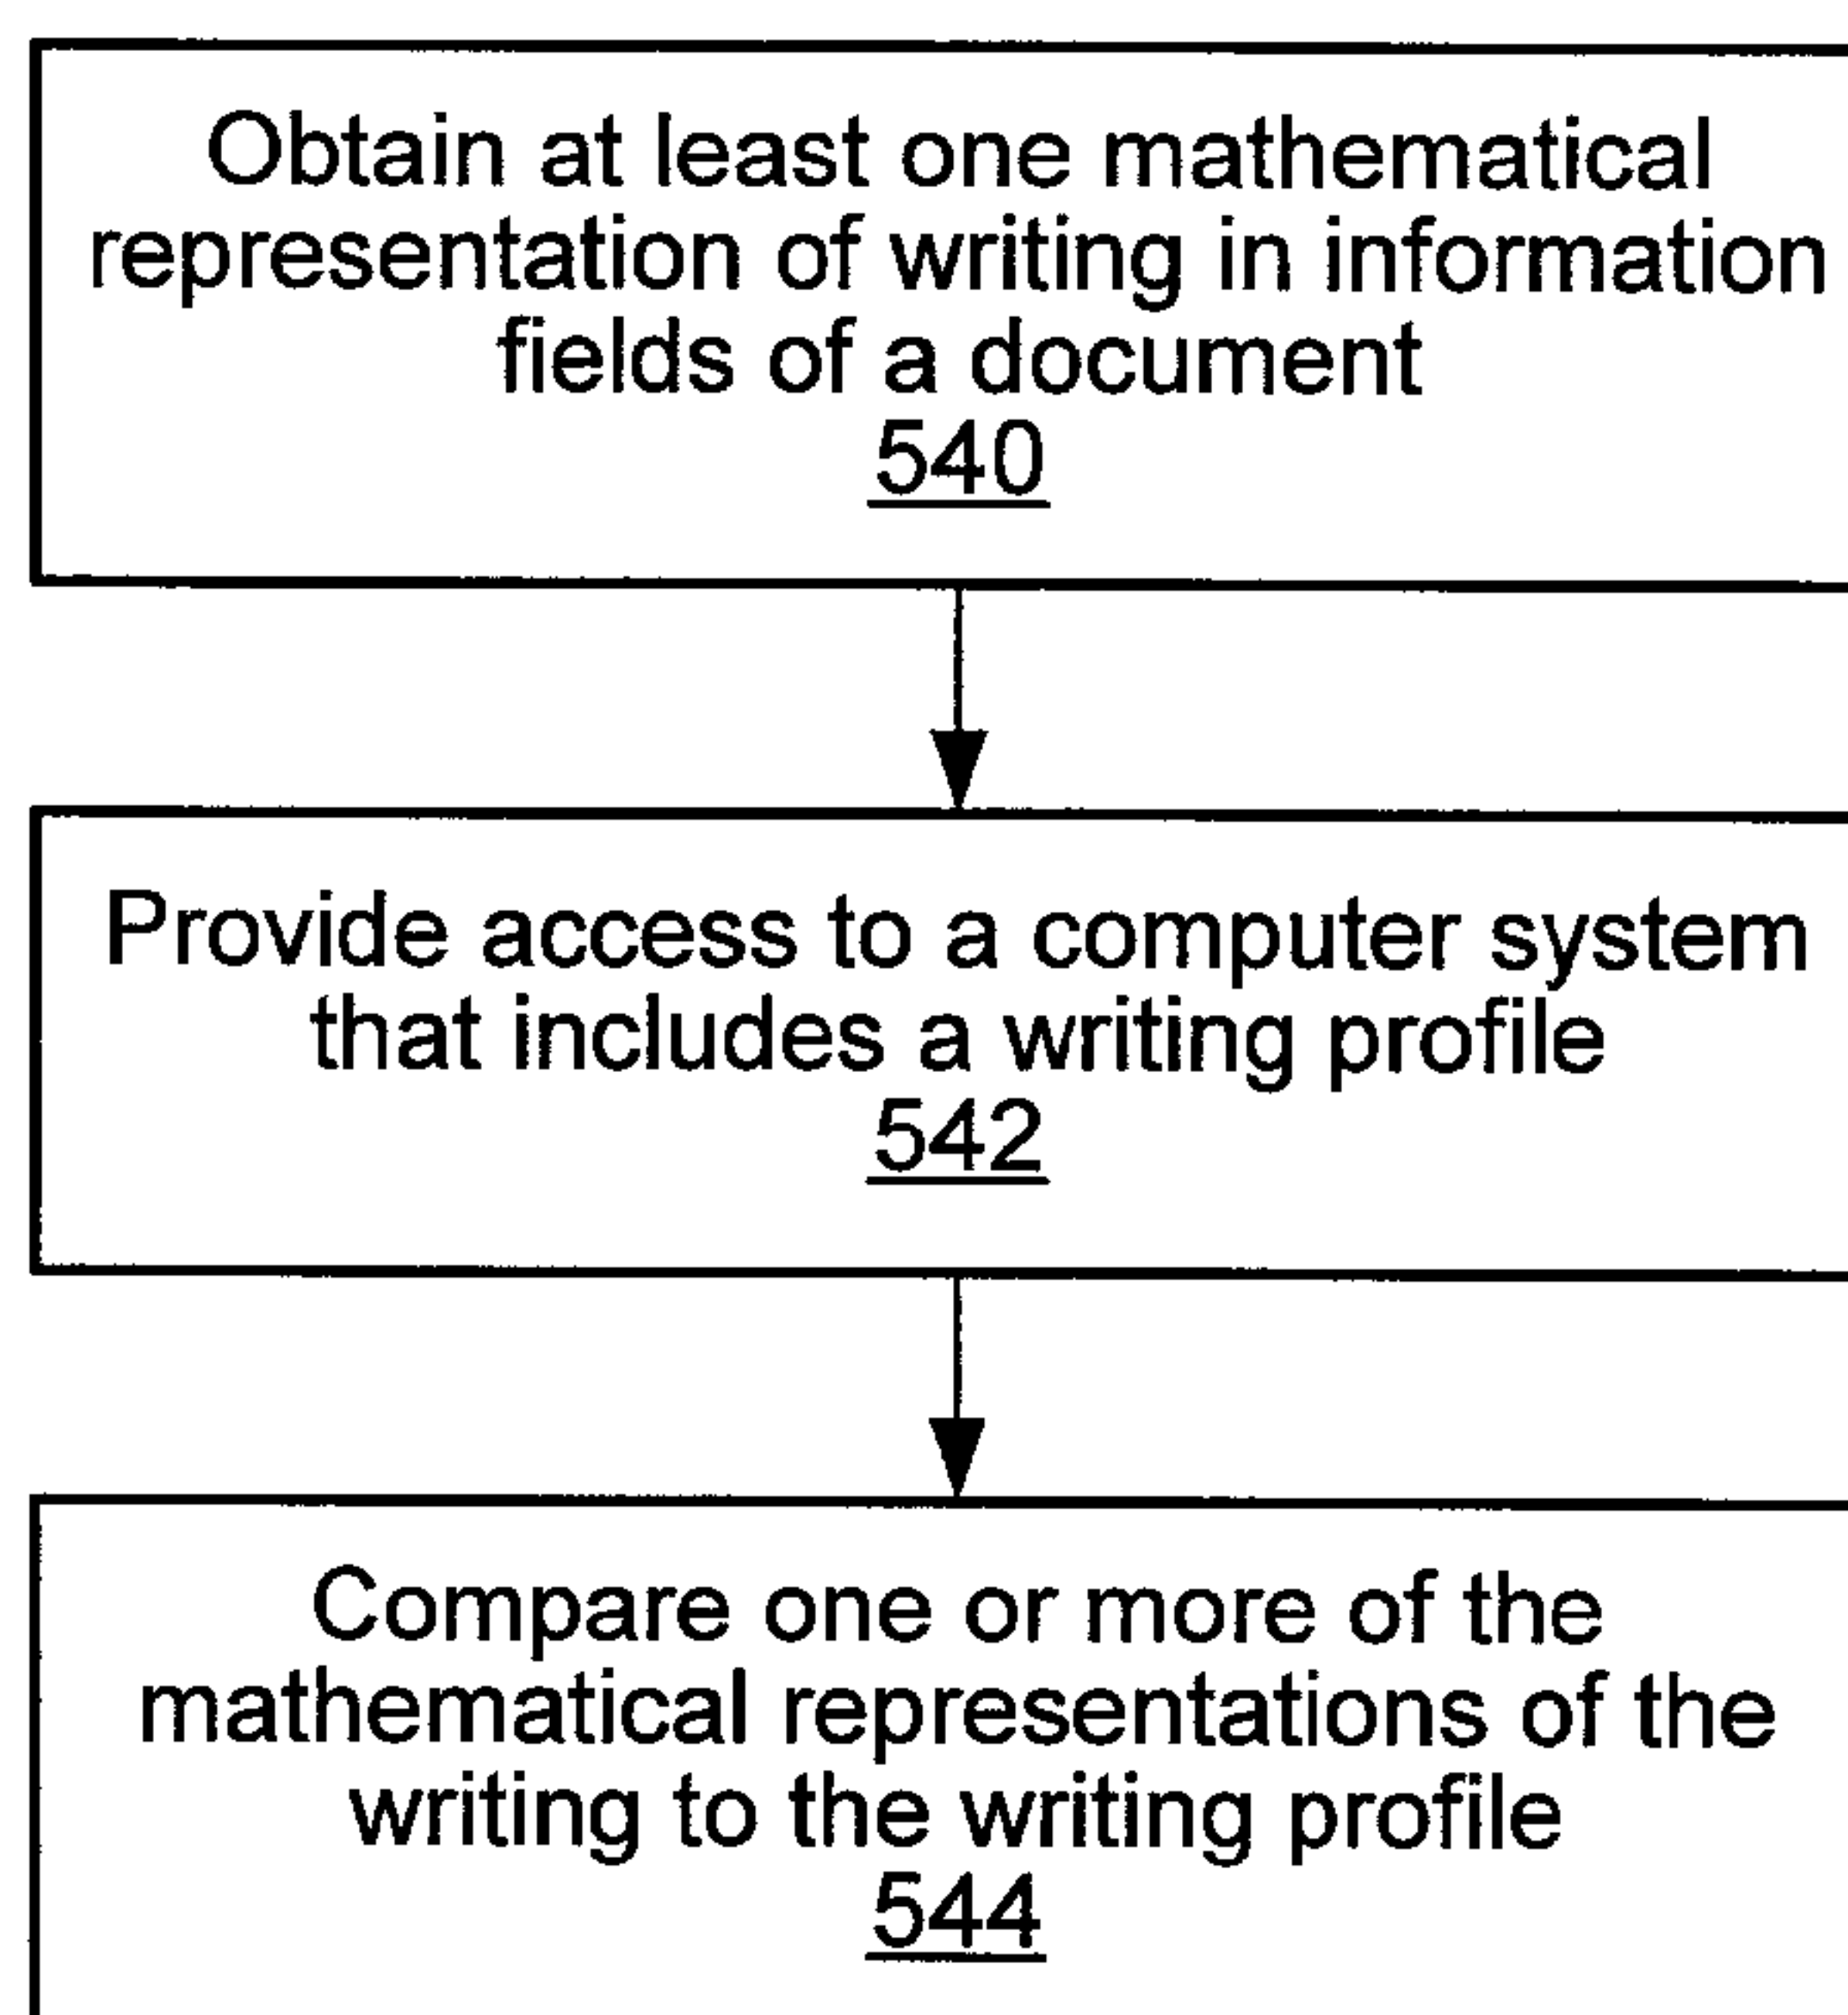 Obtain at least one mathematical
representation of writing in information
fields of a document
540
Provide access to a computer system
that includes a writing profile
542
Compare one or more of the
mathematical representations of the
writing to the writing profile
544